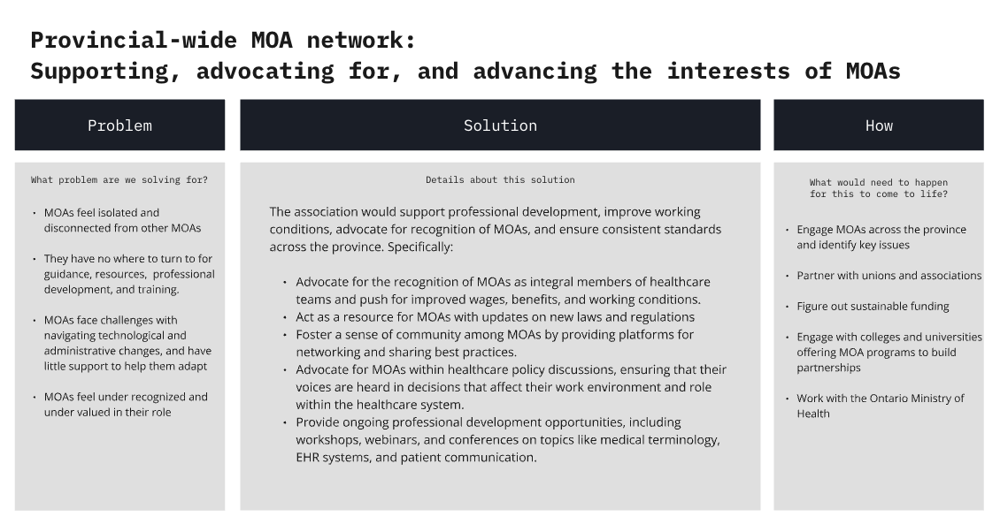 Provincial-wide MOA network:
Supporting, advocating for, and advancing the interests of MOAs
Problem
What problem are we solving for?
• MOAs feel isolated and
disconnected from other MOAs
• They have no where to turn to for
guidance, resources,  professional
development, and training.
• MOAs face challenges with
navigating technological and
administrative changes, and have
little support to help them adapt
• MOAs feel under recognized and
under valued in their role
Solution
Details about this solution
The association would support professional development, improve working
conditions, advocate for recognition of MOAs, and ensure consistent standards
across the province. Specifically:
• Advocate for the recognition of MOAs as integral members of healthcare
teams and push for improved wages, benefits, and working conditions.
• Act as a resource for MOAs with updates on new laws and regulations
• Foster a sense of community among MOAs by providing platforms for
networking and sharing best practices.
• Advocate for MOAs within healthcare policy discussions, ensuring that their
voices are heard in decisions that affect their work environment and role
within the healthcare system.
• Provide ongoing professional development opportunities, including
workshops, webinars, and conferences on topics like medical terminology,
EHR systems, and patient communication.
How
What would need to happen
for this to come to life?
• Engage MOAs across the province
and identify key issues
• Partner with unions and associations
• Figure out sustainable funding
• Engage with colleges and universities
offering MOA programs to build
partnerships
• Work with the Ontario Ministry of
Health